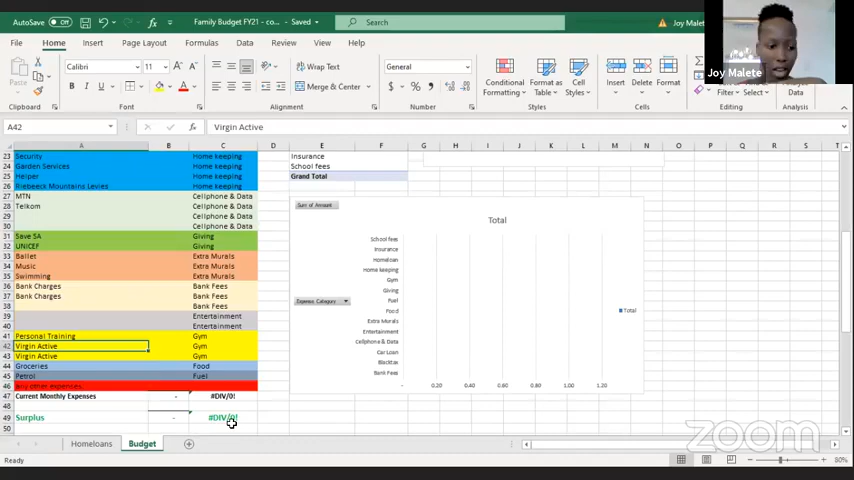 AutoSave Off Family Budget FY21 - co... Saved Search Joy Malete
File Home Insert Page Layout Formulas Data Review View Help
Calibri 11 Wrap Text General
Merge & Center Conditional Formatting Format as Table Cell Styles Filter Select Data
Clipboard Font Alignment Number Styles Cells Editing Analysis
Joy Malete
A42 Virgin Active
A B C D E F G H I J K L M N O P Q R S T
23 Security Home keeping Insurance
24 Garden Services Home keeping School fees
25 Helper Home keeping Grand Total
26 Riebeeck Mountains Levies Home keeping
27 MTN Cellphone & Data
28 Telkom Cellphone & Data
29 Cellphone & Data
30 Cellphone & Data
31 Save SA Giving
32 UNICEF Giving
33 Ballet Extra Murals
34 Music Extra Murals
35 Swimming Extra Murals
36 Bank Charges Bank Fees
37 Bank Charges Bank Fees
38 Bank Fees
39 Entertainment
40 Entertainment
41 Personal Training Gym
42 Virgin Active Gym
43 Virgin Active Gym
44 Groceries Food
45 Petrol Fuel
46 any other expenses
47 Current Monthly Expenses - #DIV/0!
48
49 Surplus - #DIV/0!
50
Sum of Amount
Total
School fees
Insurance
Homeloan
Home keeping
Gym
Giving
Expense Category Fuel
Food
Extra Murals
Entertainment
Cellphone & Data
Car Loan
Blacktax
Bank Fees
- 0.20 0.40 0.60 0.80 1.00 1.20
Total
Homeloans Budget
Ready 80%
zoom